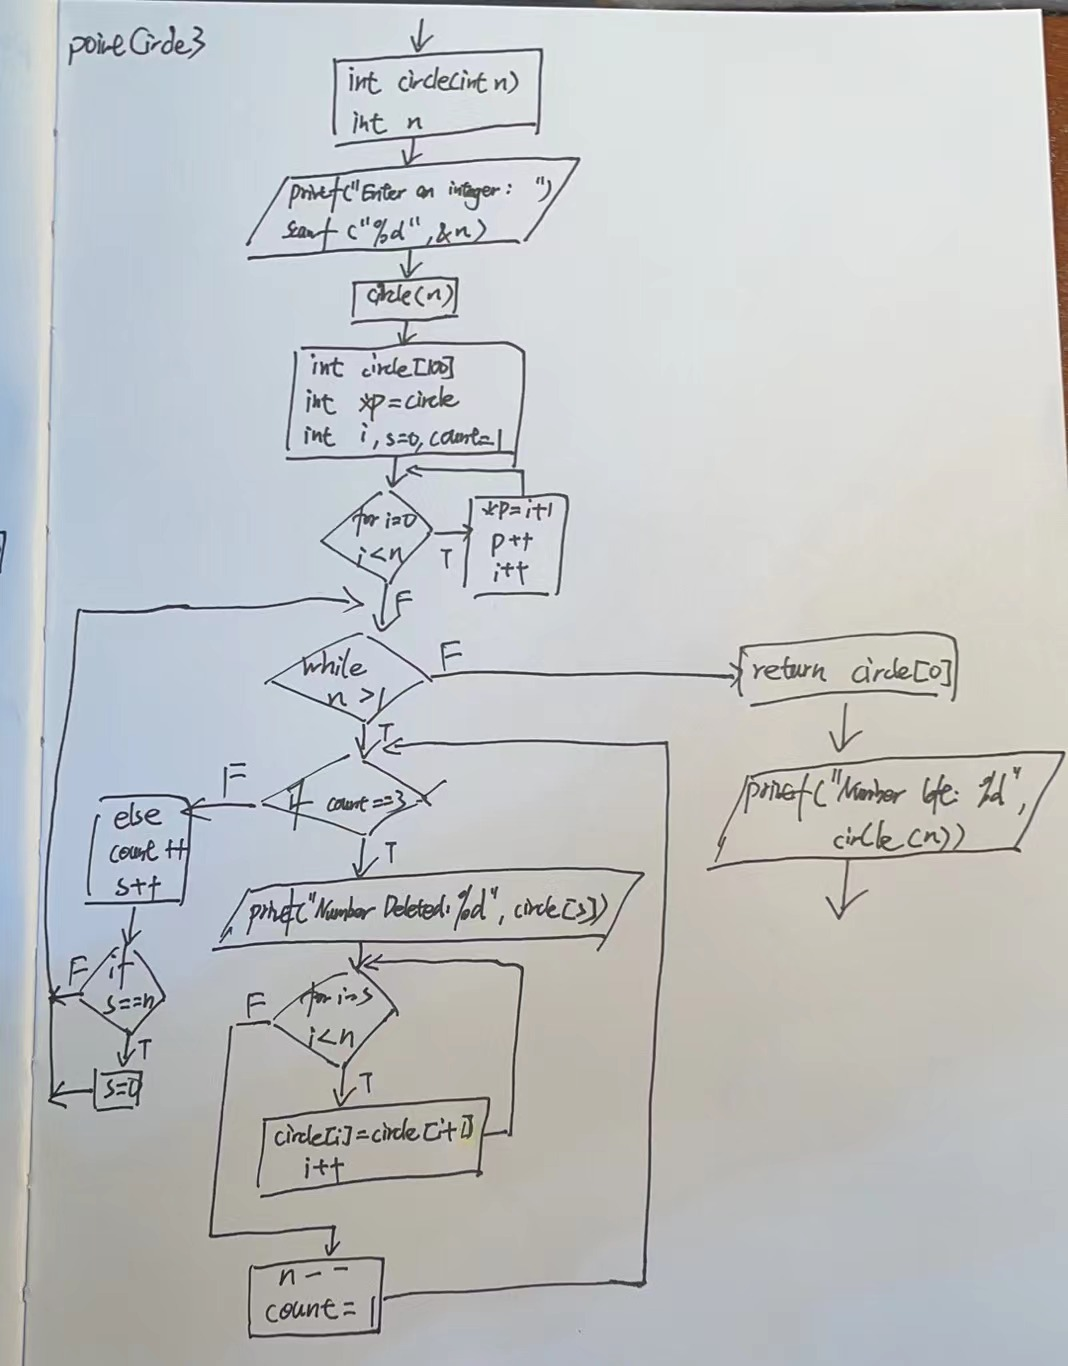 int circle(int n)
int n
printf("Enter an integer: ")
scanf ("%d", &n)
circle(n)
int circle[100]
int *p=circle
int i, s=0, count=1
for i=0
i<n
T
*p=i+1
p++
i++
F
while
n>1
F
return circle[0]
T
if count==3
F
else
count++
s++
printf("Number left: %d",
circle(n))
T
printf("Number Deleted: %d", circle[s])
F
if
s==n
T
s=0
for i=s
i<n
F
T
circle[i]=circle[i+1]
i++
n--
count=1